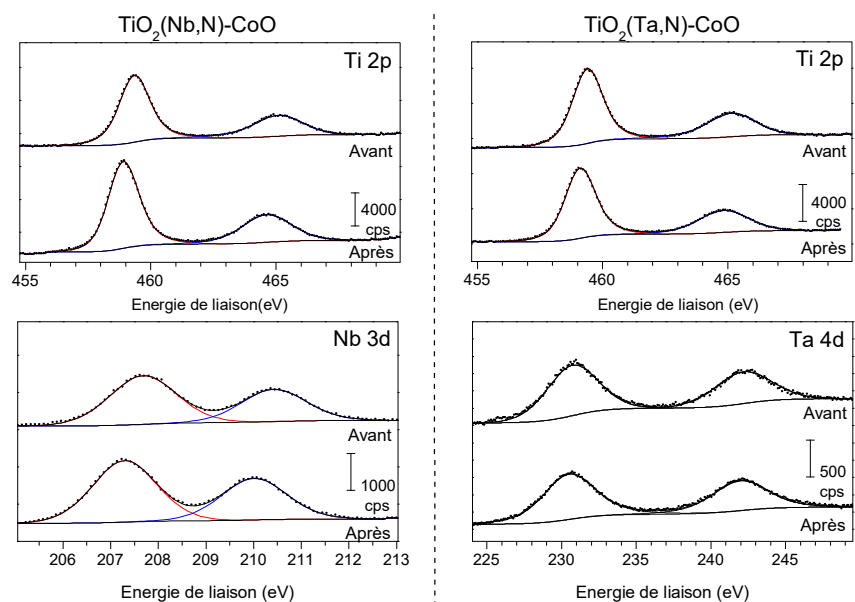 TiO2(Nb,N)-CoO
Ti 2p
Avant
4000
cps
Après
455 460 465
Energie de liaison(eV)
Nb 3d
Avant
1000
cps
Après
206 207 208 209 210 211 212 213
Energie de liaison (eV)
TiO2(Ta,N)-CoO
Ti 2p
Avant
4000
cps
Après
455 460 465
Energie de liaison (eV)
Ta 4d
Avant
500
cps
Après
225 230 235 240 245
Energie de liaison (eV)